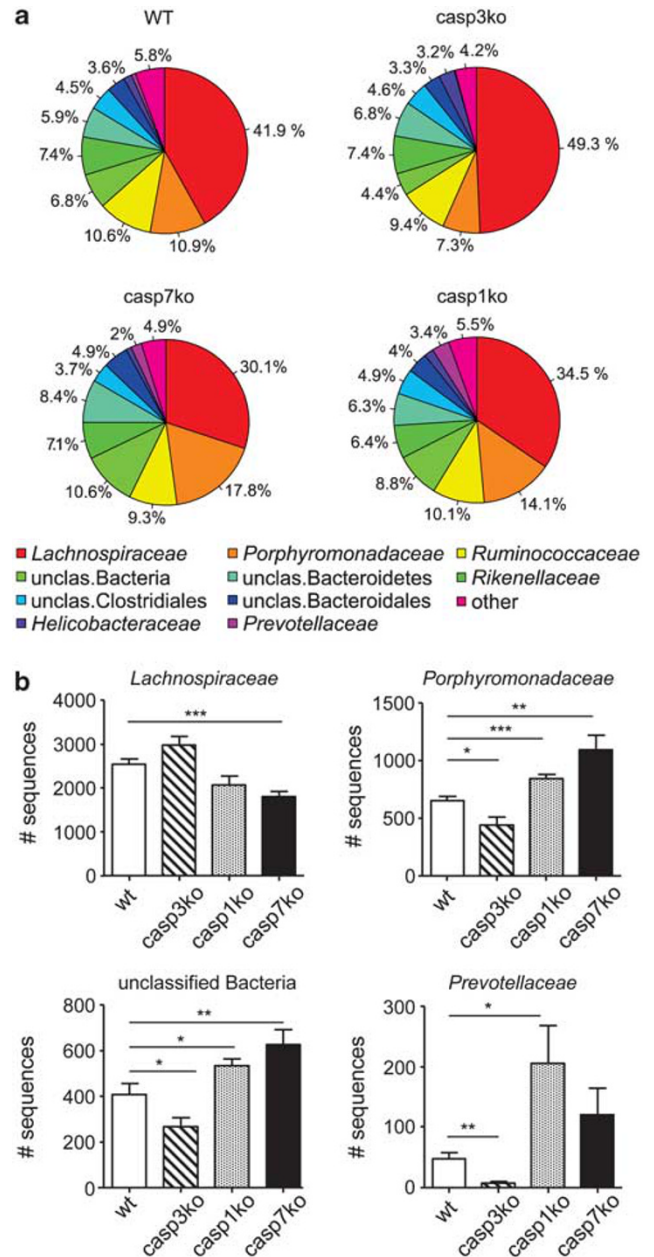 a
WT
casp3ko
3.6%
5.8%
4.5%
5.9%
7.4%
6.8%
10.6%
10.9%
41.9 %
3.2%
4.2%
3.3%
4.6%
6.8%
7.4%
4.4%
9.4%
7.3%
49.3 %
casp7ko
casp1ko
2%
4.9%
4.9%
3.7%
8.4%
7.1%
10.6%
9.3%
17.8%
30.1%
3.4%
5.5%
4%
4.9%
6.3%
6.4%
8.8%
10.1%
14.1%
34.5 %
Lachnospiraceae
Porphyromonadaceae
Ruminococcaceae
unclas.Bacteria
unclas.Bacteroidetes
Rikenellaceae
unclas.Clostridiales
unclas.Bacteroidales
other
Helicobacteraceae
Prevotellaceae
b
Lachnospiraceae
# sequences
4000
3000
2000
1000
0
***
wt
casp3ko
casp1ko
casp7ko
Porphyromonadaceae
# sequences
1500
1000
500
0
**
***
*
wt
casp3ko
casp1ko
casp7ko
unclassified Bacteria
# sequences
800
600
400
200
0
**
*
*
wt
casp3ko
casp1ko
casp7ko
Prevotellaceae
# sequences
300
200
100
0
*
**
wt
casp3ko
casp1ko
casp7ko